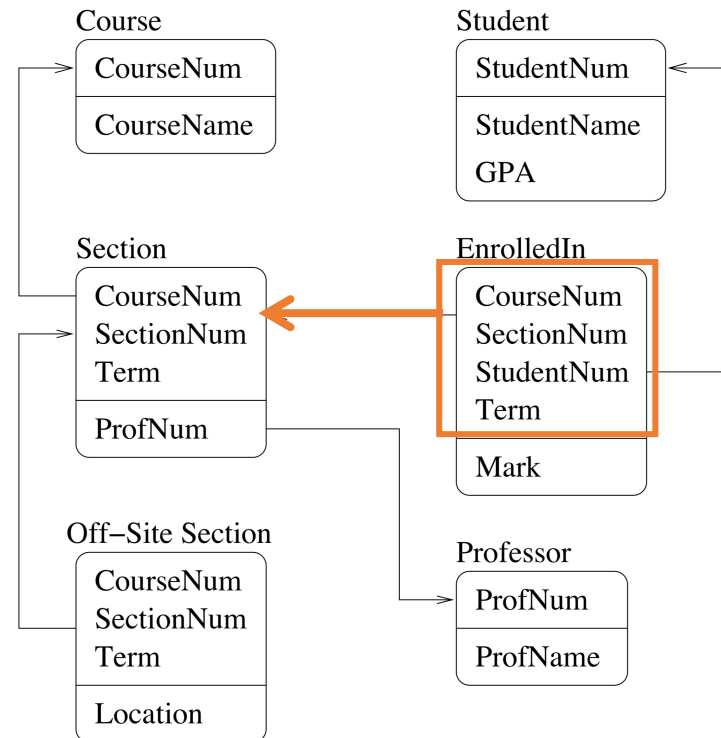 Course
CourseNum
CourseName
Student
StudentNum
StudentName
GPA
Section
CourseNum
SectionNum
Term
ProfNum
EnrolledIn
CourseNum
SectionNum
StudentNum
Term
Mark
Off−Site Section
CourseNum
SectionNum
Term
Location
Professor
ProfNum
ProfName